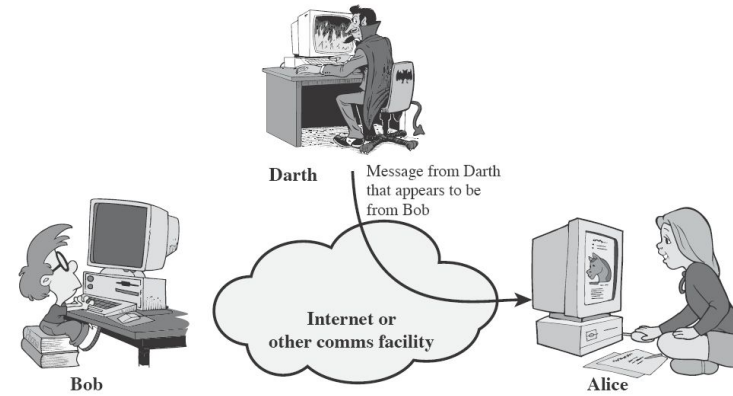 Darth
Message from Darth
that appears to be
from Bob
Internet or
other comms facility
Bob
Alice